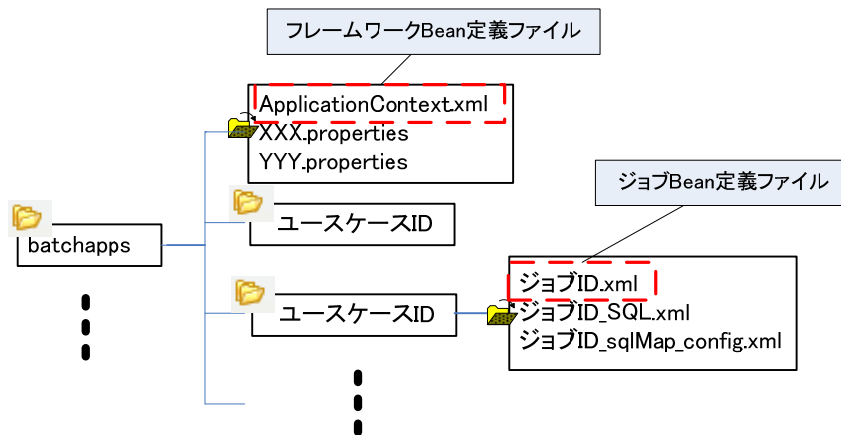 フレームワークBean定義ファイル
ApplicationContext.xml
XXX.properties
YYY.properties
ジョブBean定義ファイル
ユースケースID
batchapps
ジョブID.xml
ユースケースID
ジョブID_SQL.xml
ジョブID_sqlMap_config.xml